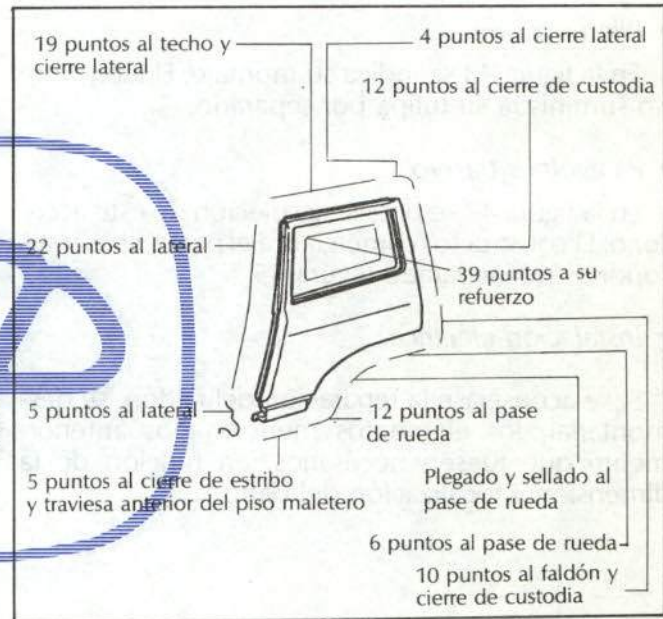 19 puntos al techo y
cierre lateral
4 puntos al cierre lateral
12 puntos al cierre de custodia
22 puntos al lateral
39 puntos a su
refuerzo
5 puntos al lateral
12 puntos al pase
de rueda
5 puntos al cierre de estribo
y traviesa anterior del piso maletero
Plegado y sellado al
pase de rueda
6 puntos al pase de rueda
10 puntos al faldón y
cierre de custodia